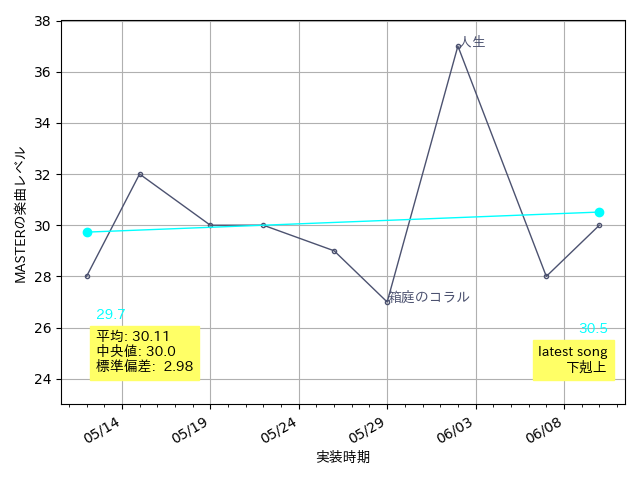 38
36
34
32
30
28
26
24
MASTERの楽曲レベル
人生
箱庭のコラル
29.7
平均: 30.11
中央値: 30.0
標準偏差: 2.98
30.5
latest song
下剋上
05/14
05/19
05/24
05/29
06/03
06/08
実装時期